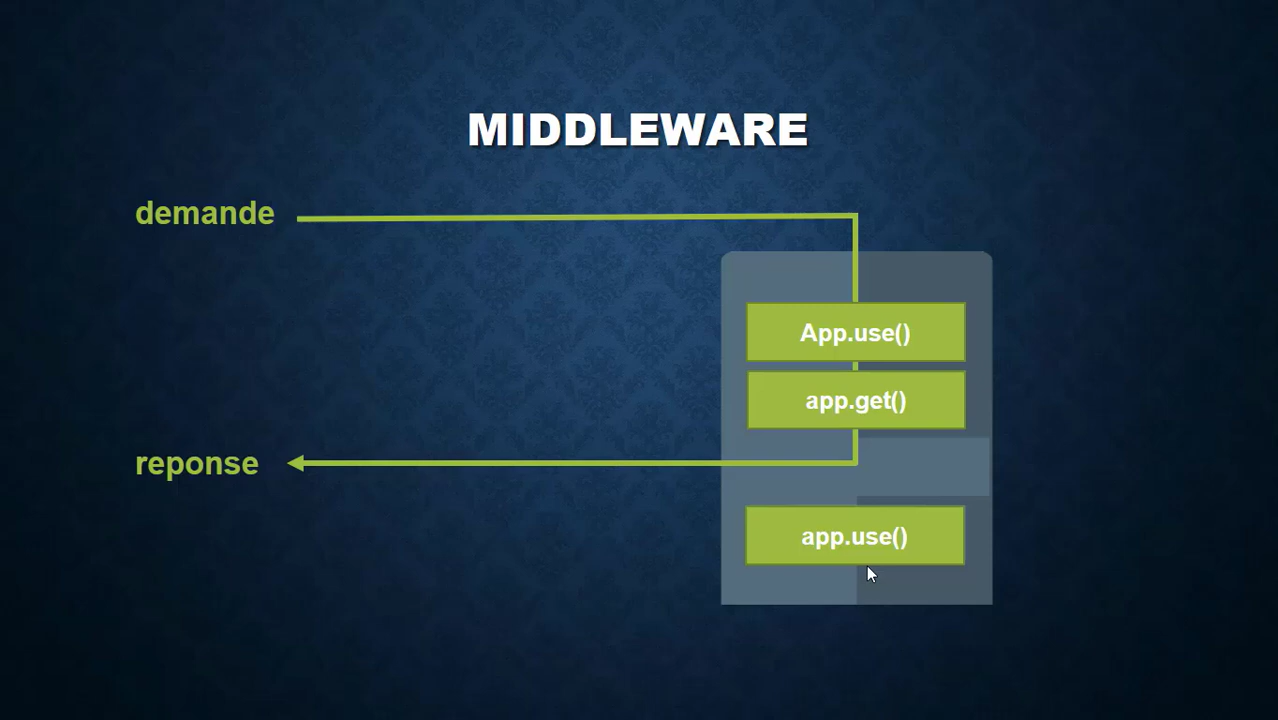 MIDDLEWARE
demande
App.use()
app.get()
reponse
app.use()